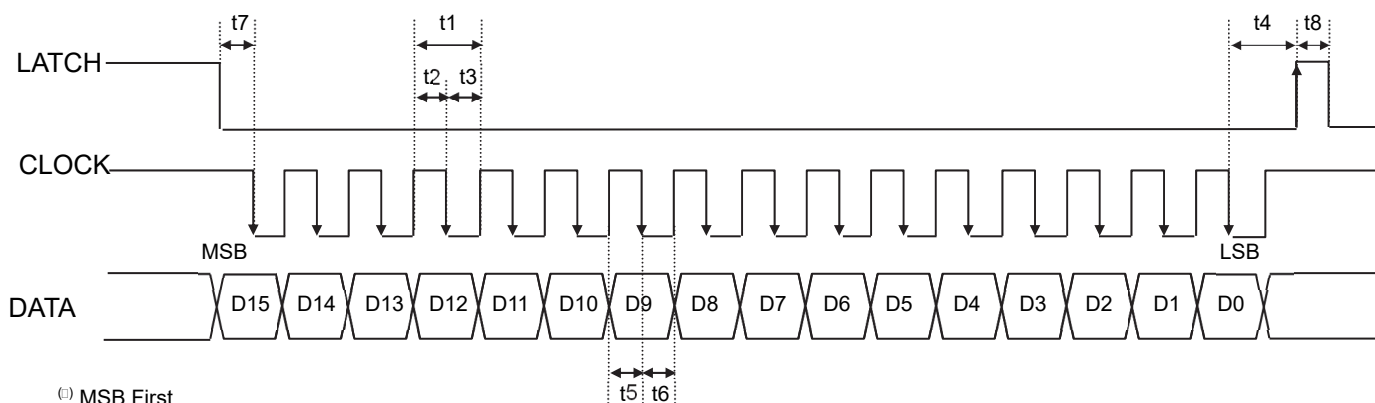 t7 t1 t4 t8
LATCH
t2 t3
CLOCK
MSB LSB
DATA D15 D14 D13 D12 D11 D10 D9 D8 D7 D6 D5 D4 D3 D2 D1 D0
t5 t6
MSB First